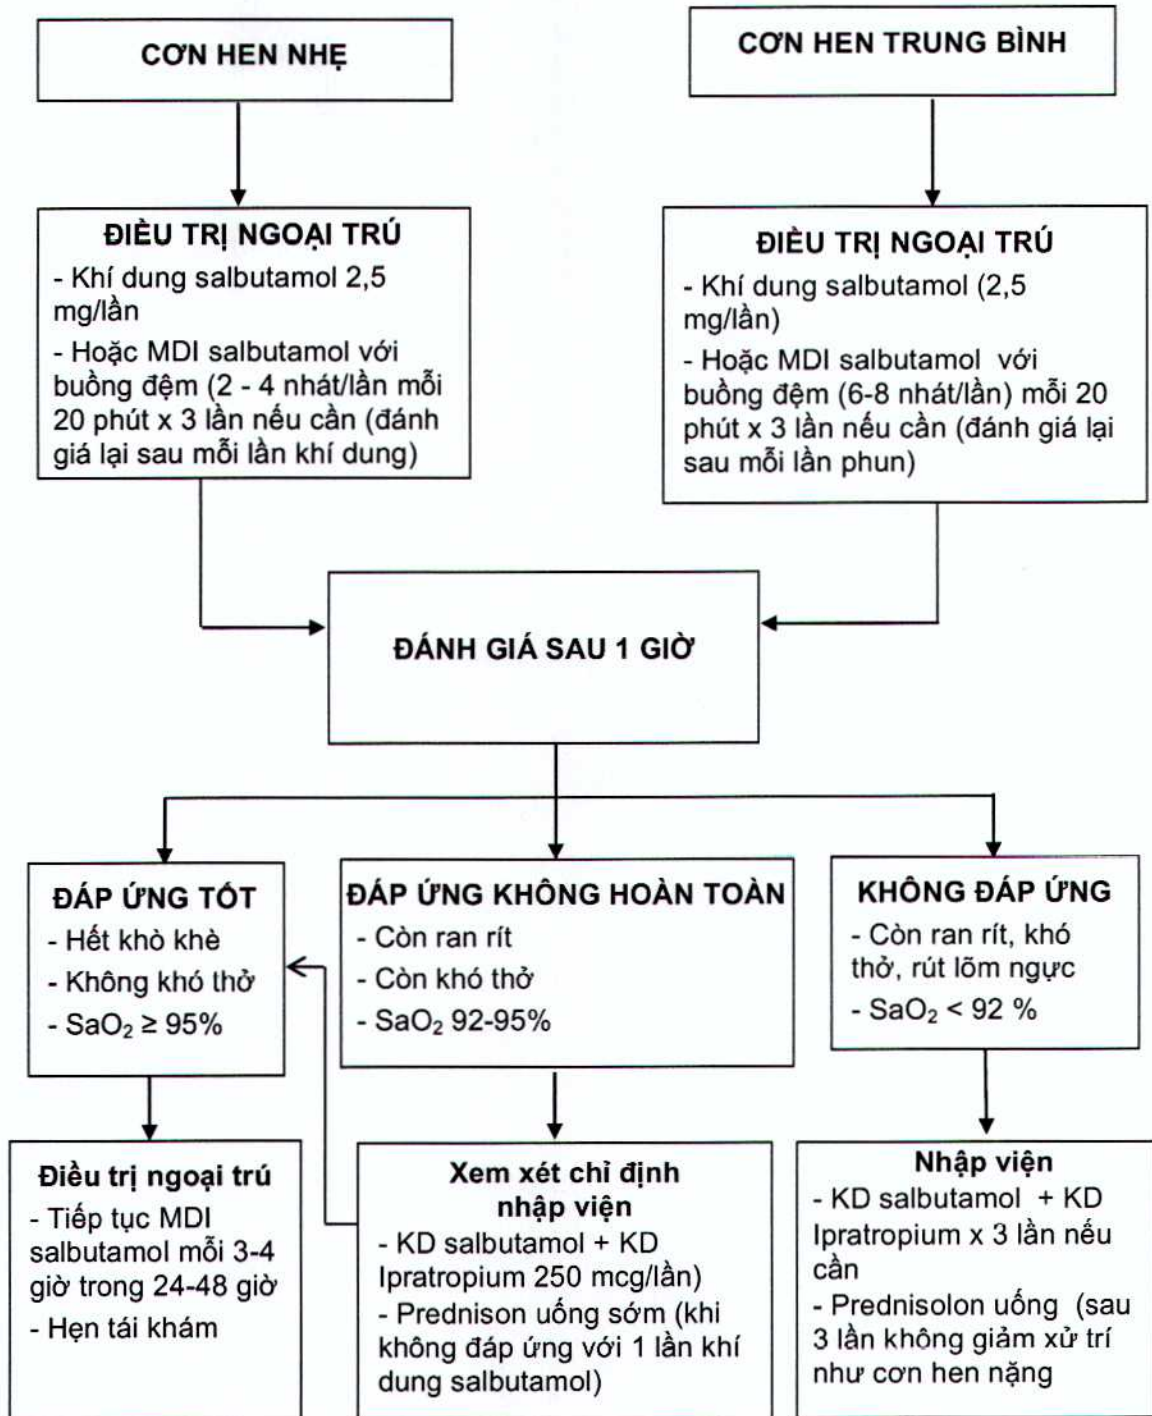 CƠN HEN NHẸ
CƠN HEN TRUNG BÌNH
ĐIỀU TRỊ NGOẠI TRÚ
- Khí dung salbutamol 2,5
mg/lần
- Hoặc MDI salbutamol với
buồng đệm (2 - 4 nhát/lần mỗi
20 phút x 3 lần nếu cần (đánh
giá lại sau mỗi lần khí dung)
ĐIỀU TRỊ NGOẠI TRÚ
- Khí dung salbutamol (2,5
mg/lần)
- Hoặc MDI salbutamol với
buồng đệm (6-8 nhát/lần) mỗi 20
phút x 3 lần nếu cần (đánh giá lại
sau mỗi lần phun)
ĐÁNH GIÁ SAU 1 GIỜ
ĐÁP ỨNG TỐT
- Hết khò khè
- Không khó thở
- SaO₂ ≥ 95%
ĐÁP ỨNG KHÔNG HOÀN TOÀN
- Còn ran rít
- Còn khó thở
- SaO₂ 92-95%
KHÔNG ĐÁP ỨNG
- Còn ran rít, khó
thở, rút lõm ngực
- SaO₂ < 92 %
Điều trị ngoại trú
- Tiếp tục MDI
salbutamol mỗi 3-4
giờ trong 24-48 giờ
- Hẹn tái khám
Xem xét chỉ định
nhập viện
- KD salbutamol + KD
Ipratropium 250 mcg/lần)
- Prednison uống sớm (khi
không đáp ứng với 1 lần khí
dung salbutamol)
Nhập viện
- KD salbutamol + KD
Ipratropium x 3 lần nếu
cần
- Prednisolon uống (sau
3 lần không giảm xử trí
như cơn hen nặng